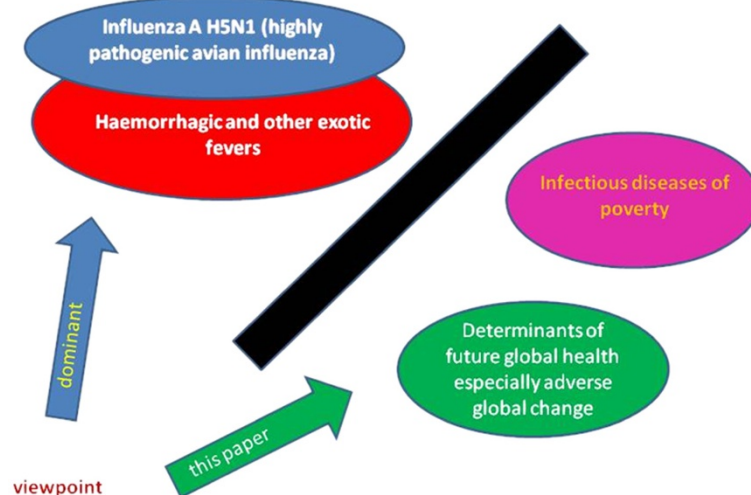 Influenza A H5N1 (highly
pathogenic avian influenza)
Haemorrhagic and other exotic
fevers
Infectious diseases of
poverty
Determinants of
future global health
especially adverse
global change
dominant
this paper
viewpoint